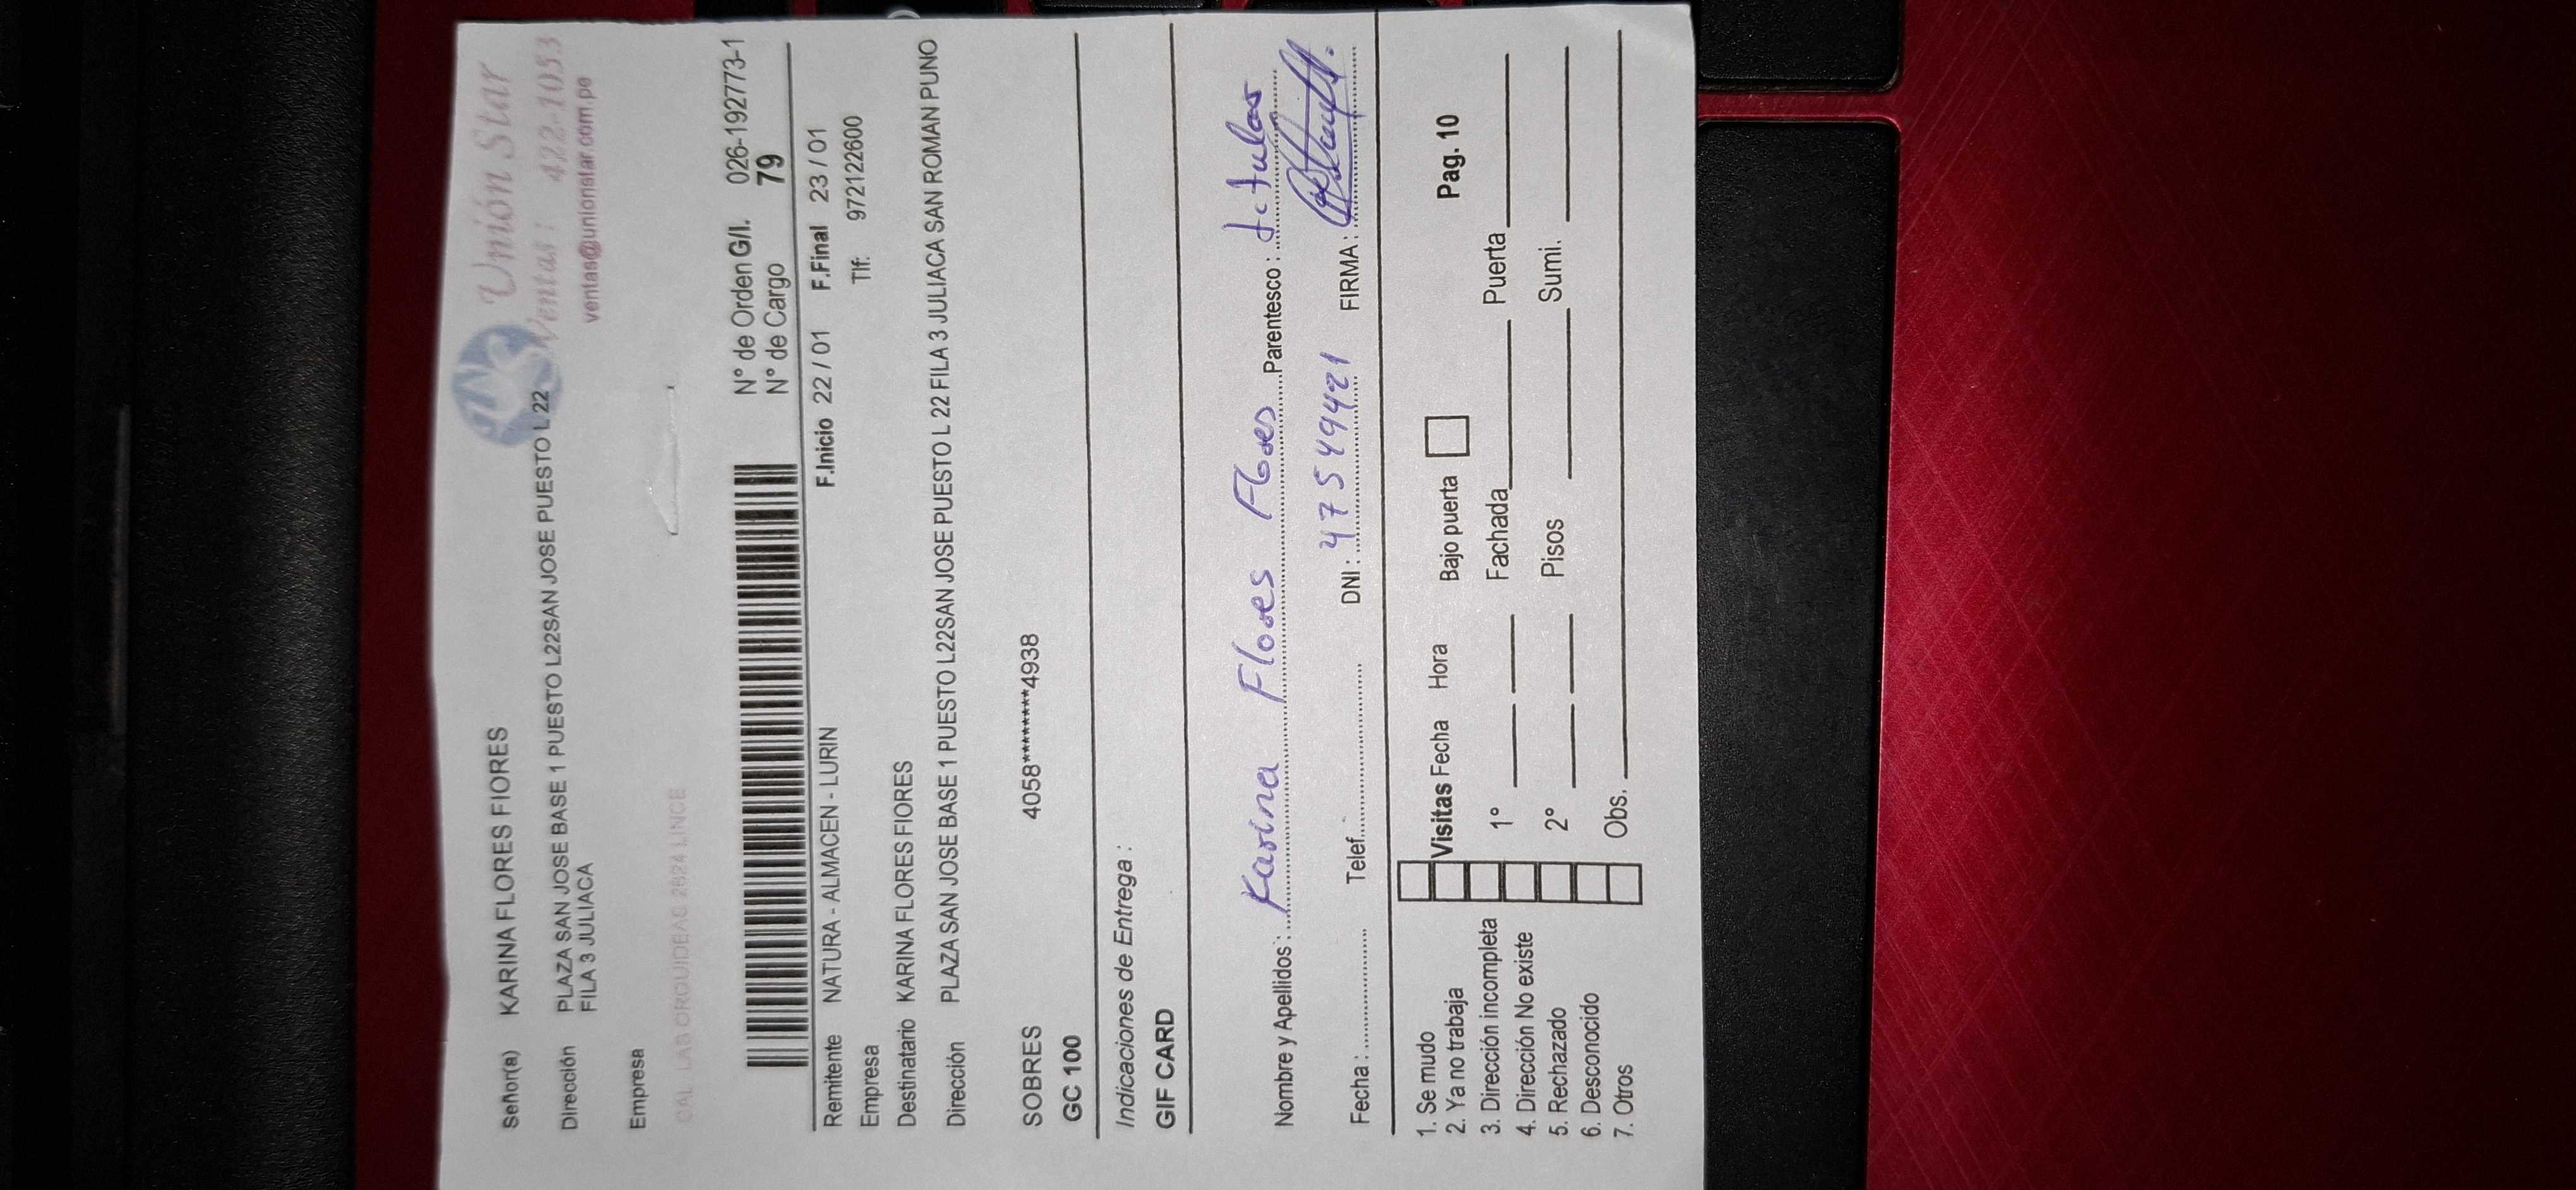 Unión Star
Ventas: 422-1053
ventas@unionstar.com.pe
Señor(a) KARINA FLORES FIORES
Dirección PLAZA SAN JOSE BASE 1 PUESTO L22SAN JOSE PUESTO L 22
FILA 3 JULIACA
Empresa
CAL. LAS ORQUIDEAS 2624 LINCE
N° de Orden G/I. 026-192773-1
N° de Cargo 79
Remitente NATURA - ALMACEN - LURIN F.Inicio 22 / 01 F.Final 23 / 01
Empresa Tlf: 972122600
Destinatario KARINA FLORES FIORES
Dirección PLAZA SAN JOSE BASE 1 PUESTO L22SAN JOSE PUESTO L 22 FILA 3 JULIACA SAN ROMAN PUNO
SOBRES 4058********4938
GC 100
Indicaciones de Entrega :
GIF CARD
Nombre y Apellidos : Karina Flores Flores Parentesco : titular
Fecha : Telef. DNI : 47549421 FIRMA :
1. Se mudo Visitas Fecha Hora Bajo puerta Pag. 10
2. Ya no trabaja
3. Dirección incompleta 1° Fachada Puerta
4. Dirección No existe
5. Rechazado 2° Pisos Sumi.
6. Desconocido
7. Otros Obs.